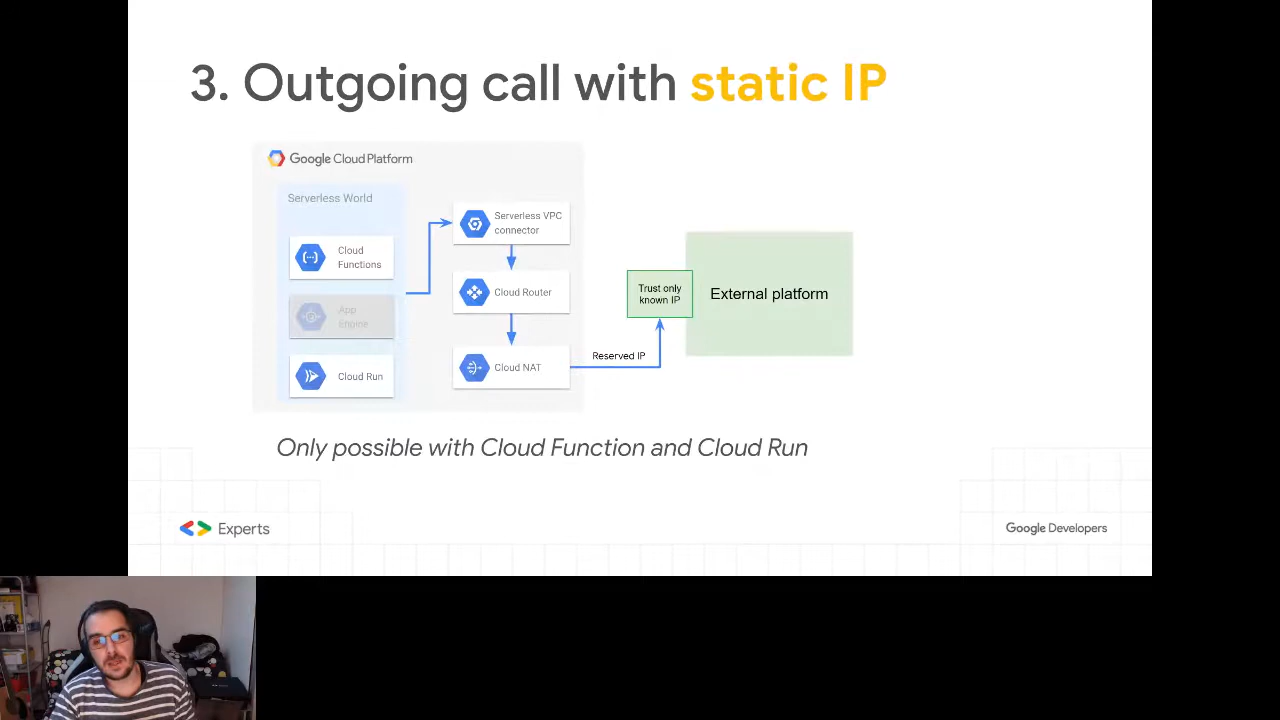 3. Outgoing call with static IP
Google Cloud Platform
Serverless World
Cloud
Functions
App
Engine
Cloud Run
Serverless VPC
connector
Cloud Router
Cloud NAT
Reserved IP
Trust only
known IP
External platform
Only possible with Cloud Function and Cloud Run
Experts
Google Developers